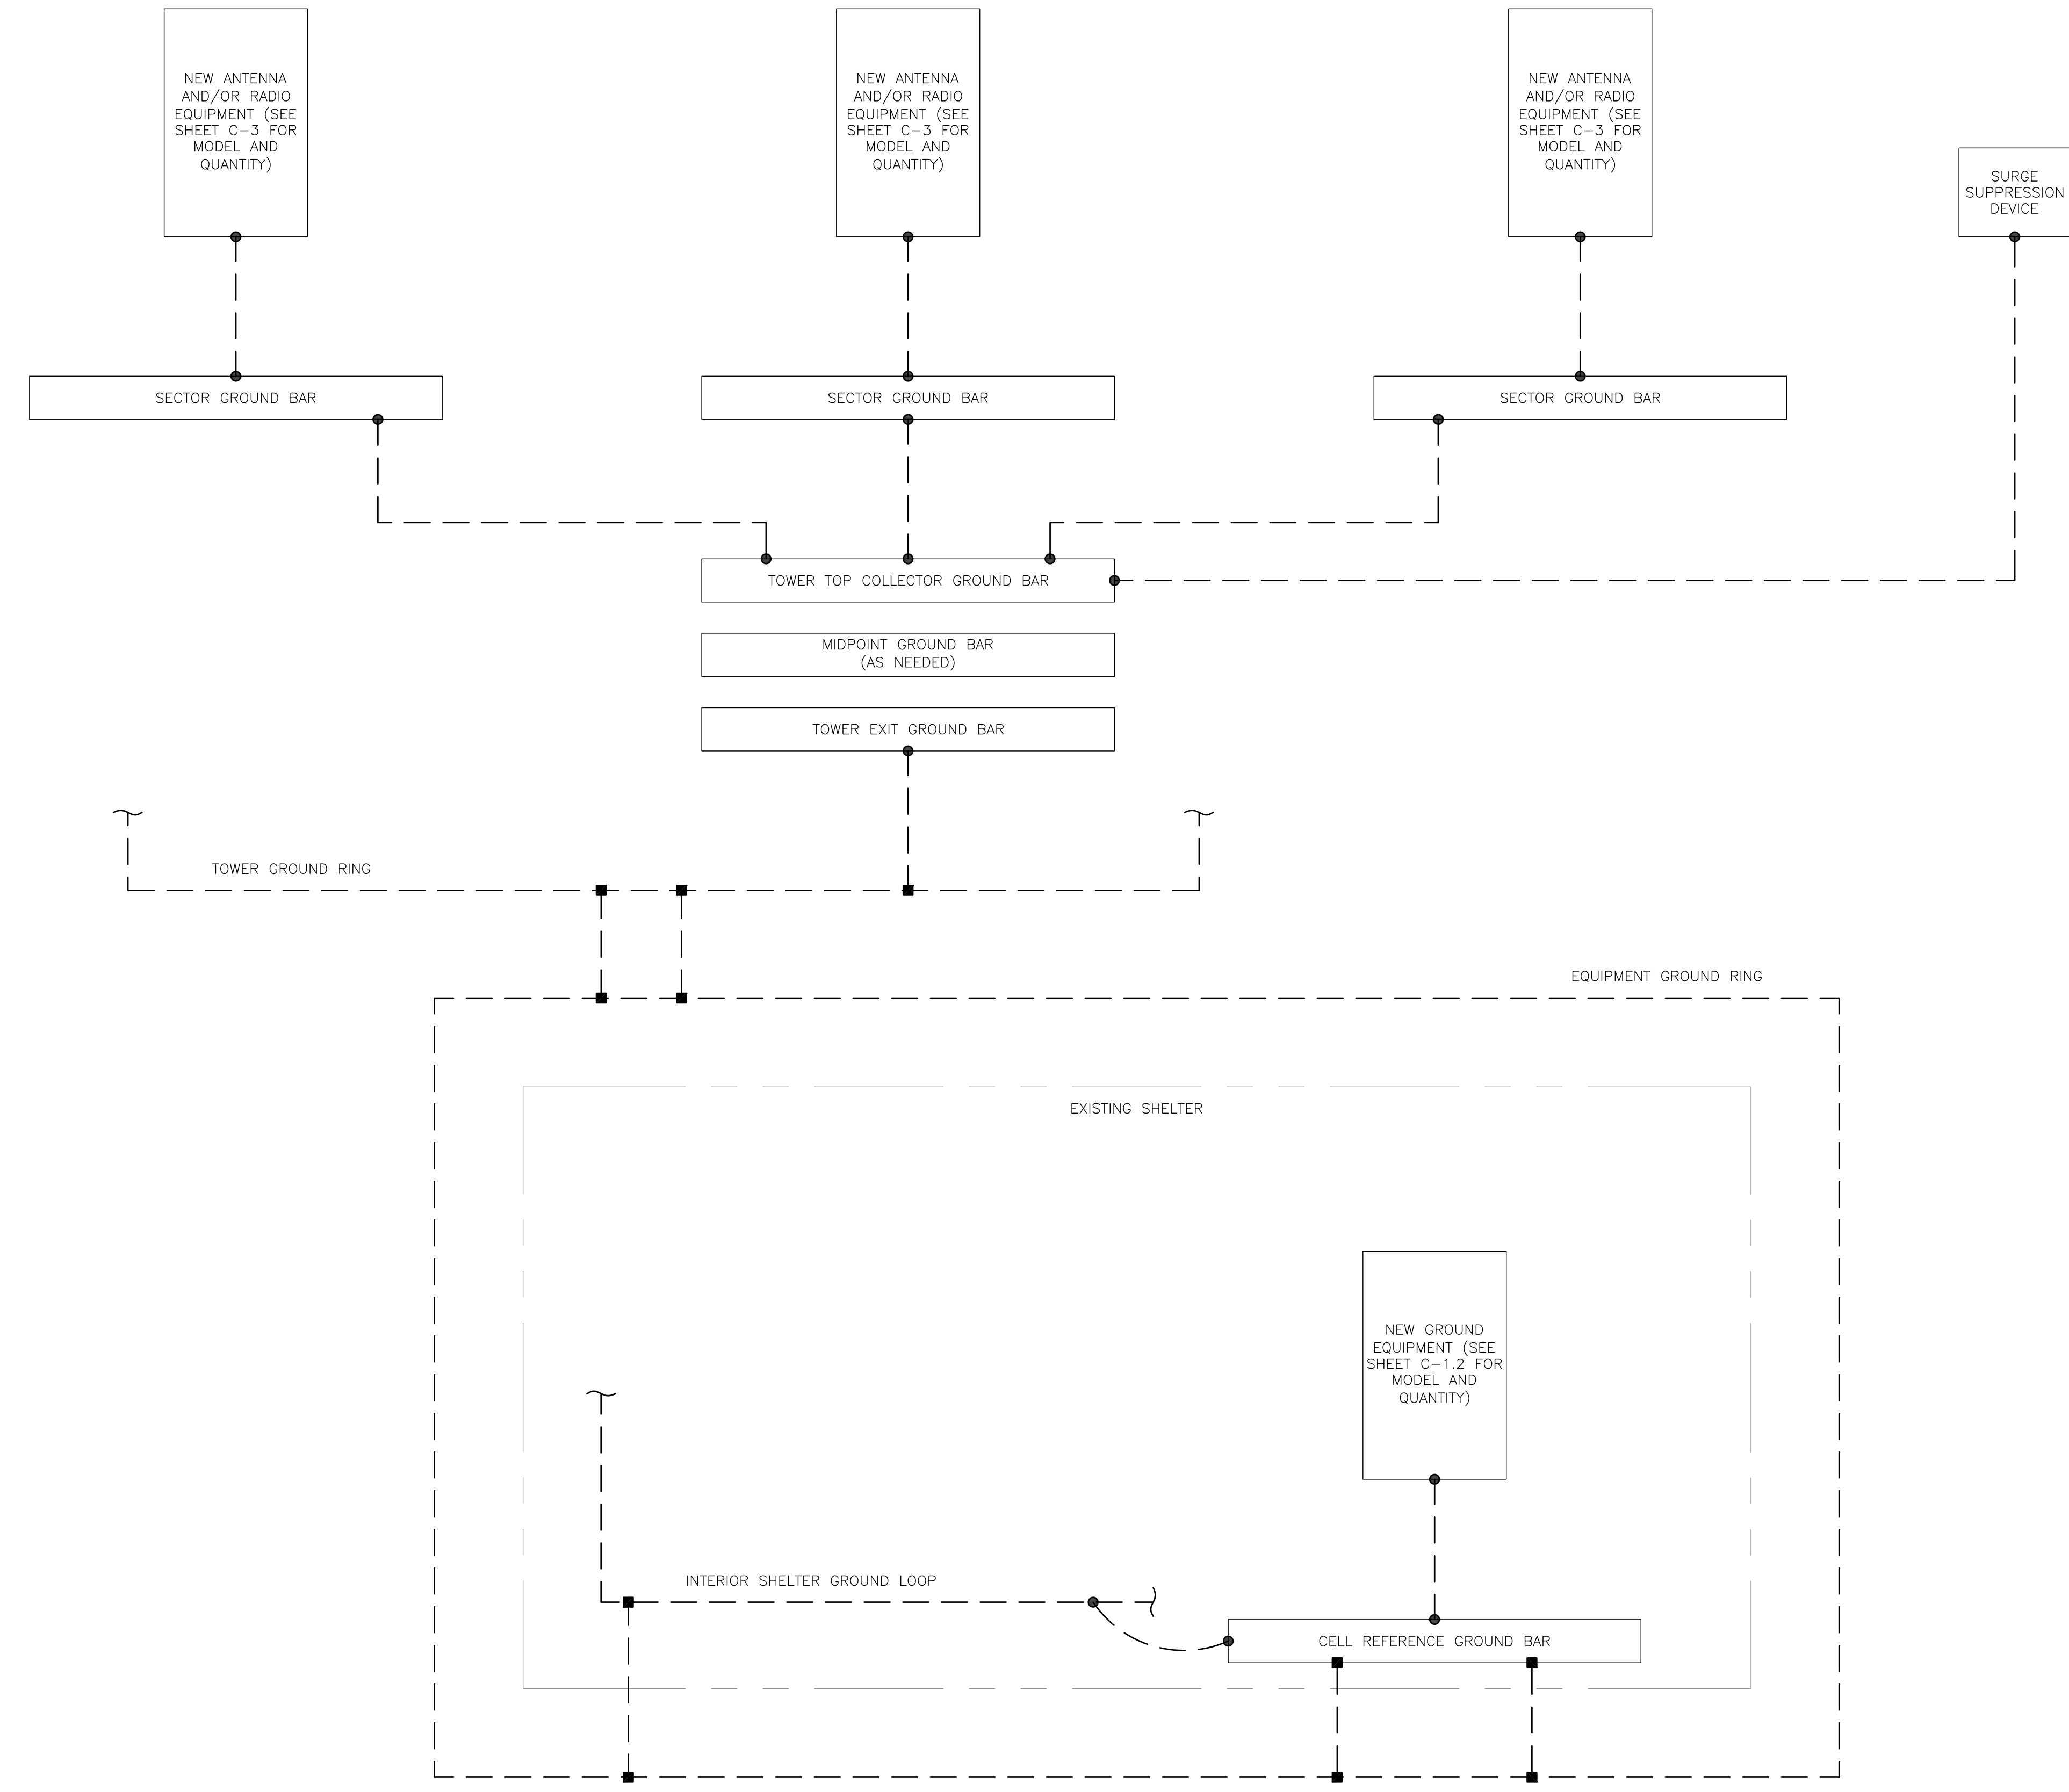 NEW ANTENNA
AND/OR RADIO
EQUIPMENT (SEE
SHEET C-3 FOR
MODEL AND
QUANTITY)
NEW ANTENNA
AND/OR RADIO
EQUIPMENT (SEE
SHEET C-3 FOR
MODEL AND
QUANTITY)
NEW ANTENNA
AND/OR RADIO
EQUIPMENT (SEE
SHEET C-3 FOR
MODEL AND
QUANTITY)
SURGE
SUPPRESSION
DEVICE
SECTOR GROUND BAR
SECTOR GROUND BAR
SECTOR GROUND BAR
TOWER TOP COLLECTOR GROUND BAR
MIDPOINT GROUND BAR
(AS NEEDED)
TOWER EXIT GROUND BAR
TOWER GROUND RING
EQUIPMENT GROUND RING
EXISTING SHELTER
NEW GROUND
EQUIPMENT (SEE
SHEET C-1.2 FOR
MODEL AND
QUANTITY)
INTERIOR SHELTER GROUND LOOP
CELL REFERENCE GROUND BAR